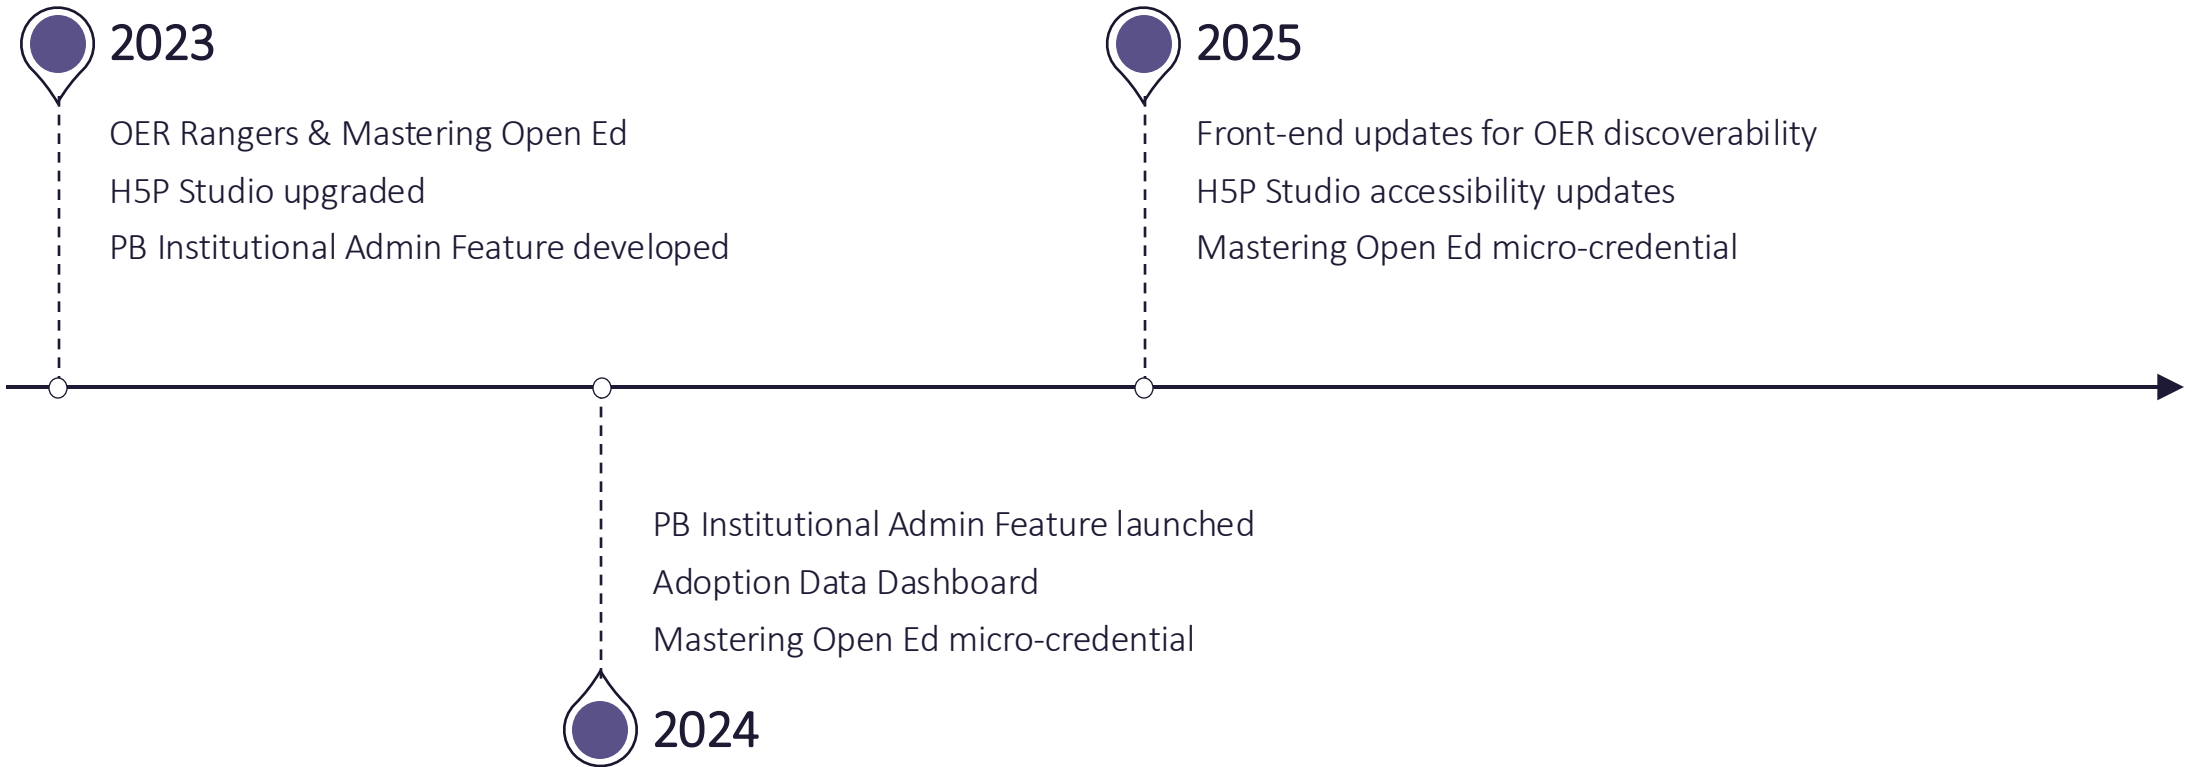 2023
OER Rangers & Mastering Open Ed
H5P Studio upgraded
PB Institutional Admin Feature developed
2025
Front-end updates for OER discoverability
H5P Studio accessibility updates
Mastering Open Ed micro-credential
PB Institutional Admin Feature launched
Adoption Data Dashboard
Mastering Open Ed micro-credential
2024